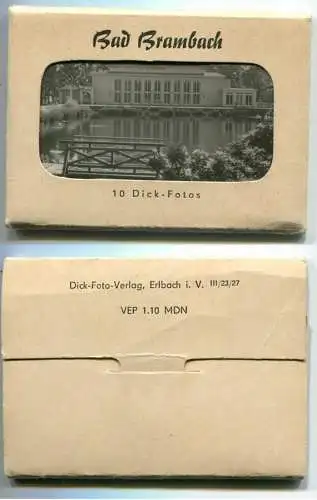 Bad Brambach
10 Dick-Fotos
Dick-Foto-Verlag, Erlbach i. V. III/23/27
VEP 1.10 MDN